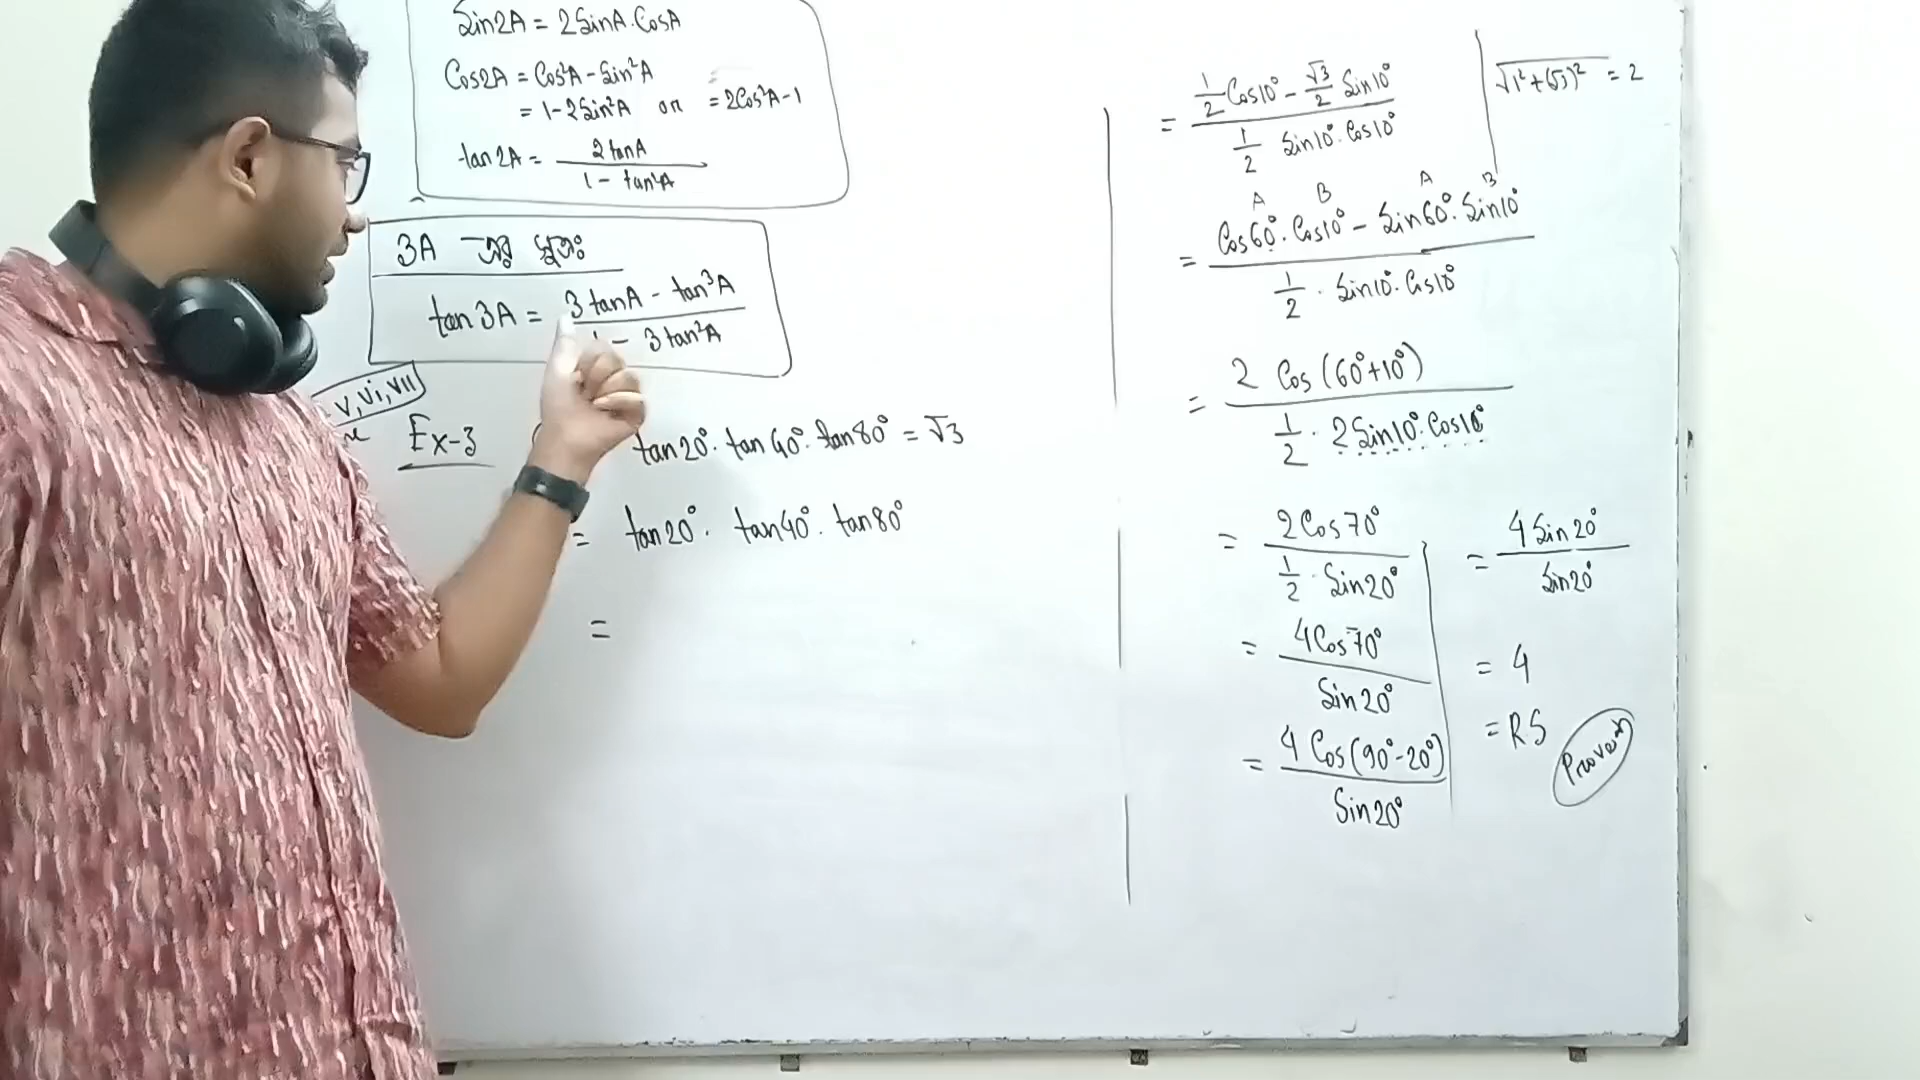 Sin2A = 2SinA.CosA
Cos2A = Cos²A - Sin²A
= 1-2Sin²A or = 2Cos²A-1
tan2A = 2tanA / 1 - tan²A
3A এর সূত্রঃ
tan3A = 3tanA - tan³A / 1 - 3tan²A
v, vi, vii
Ex-3
tan20°. tan40°. tan80° = √3
= tan20°. tan40°. tan80°
=
= 1/2 Cos10° - √3/2 Sin10° / 1/2 Sin10°. Cos10°
√1²+(√3)² = 2
A B A B
= Cos60°. Cos10° - Sin60°. Sin10° / 1/2 . Sin10°. Cos10°
= 2 Cos(60°+10°) / 1/2 . 2Sin10°. Cos10°
= 2Cos70° / 1/2 . Sin20°
= 4Cos70° / Sin20°
= 4 Cos(90°-20°) / Sin20°
= 4 Sin20° / Sin20°
= 4
= R.S
Proved